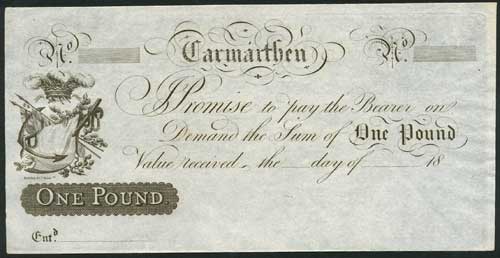 No. Carmarthen No.
I Promise to pay the Bearer on
Demand the Sum of One Pound
Value received the day of 18
ONE POUND
Entd.